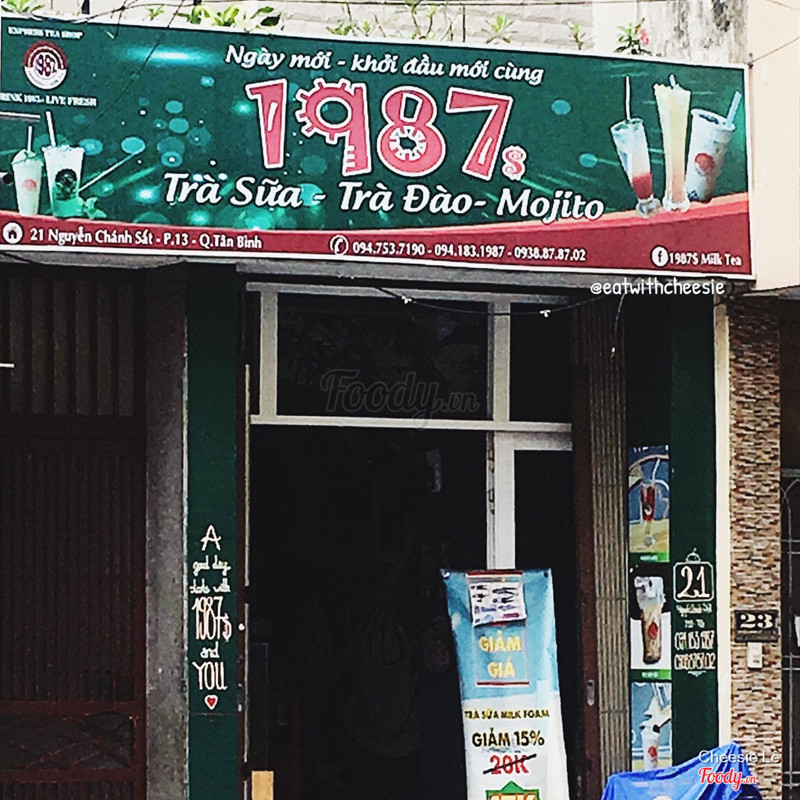 EXPRESS TEA SHOP
1987
DRINK 100% LIVE FRESH
Ngày mới - khởi đầu mới cùng
1987$
Trà Sữa - Trà Đào- Mojito
21 Nguyễn Chánh Sắt - P.13 - Q.Tân Bình
094.753.7190 - 094.183.1987 - 0938.87.87.02
1987$ Milk Tea
@eatwithcheesie
Foody.vn
A
good day
starts with
1987$
and
YOU
GIẢM
GIÁ
TRÀ SỮA MILK FOAM
GIẢM 15%
20K
21
23
Cheesie Le
Foody.vn